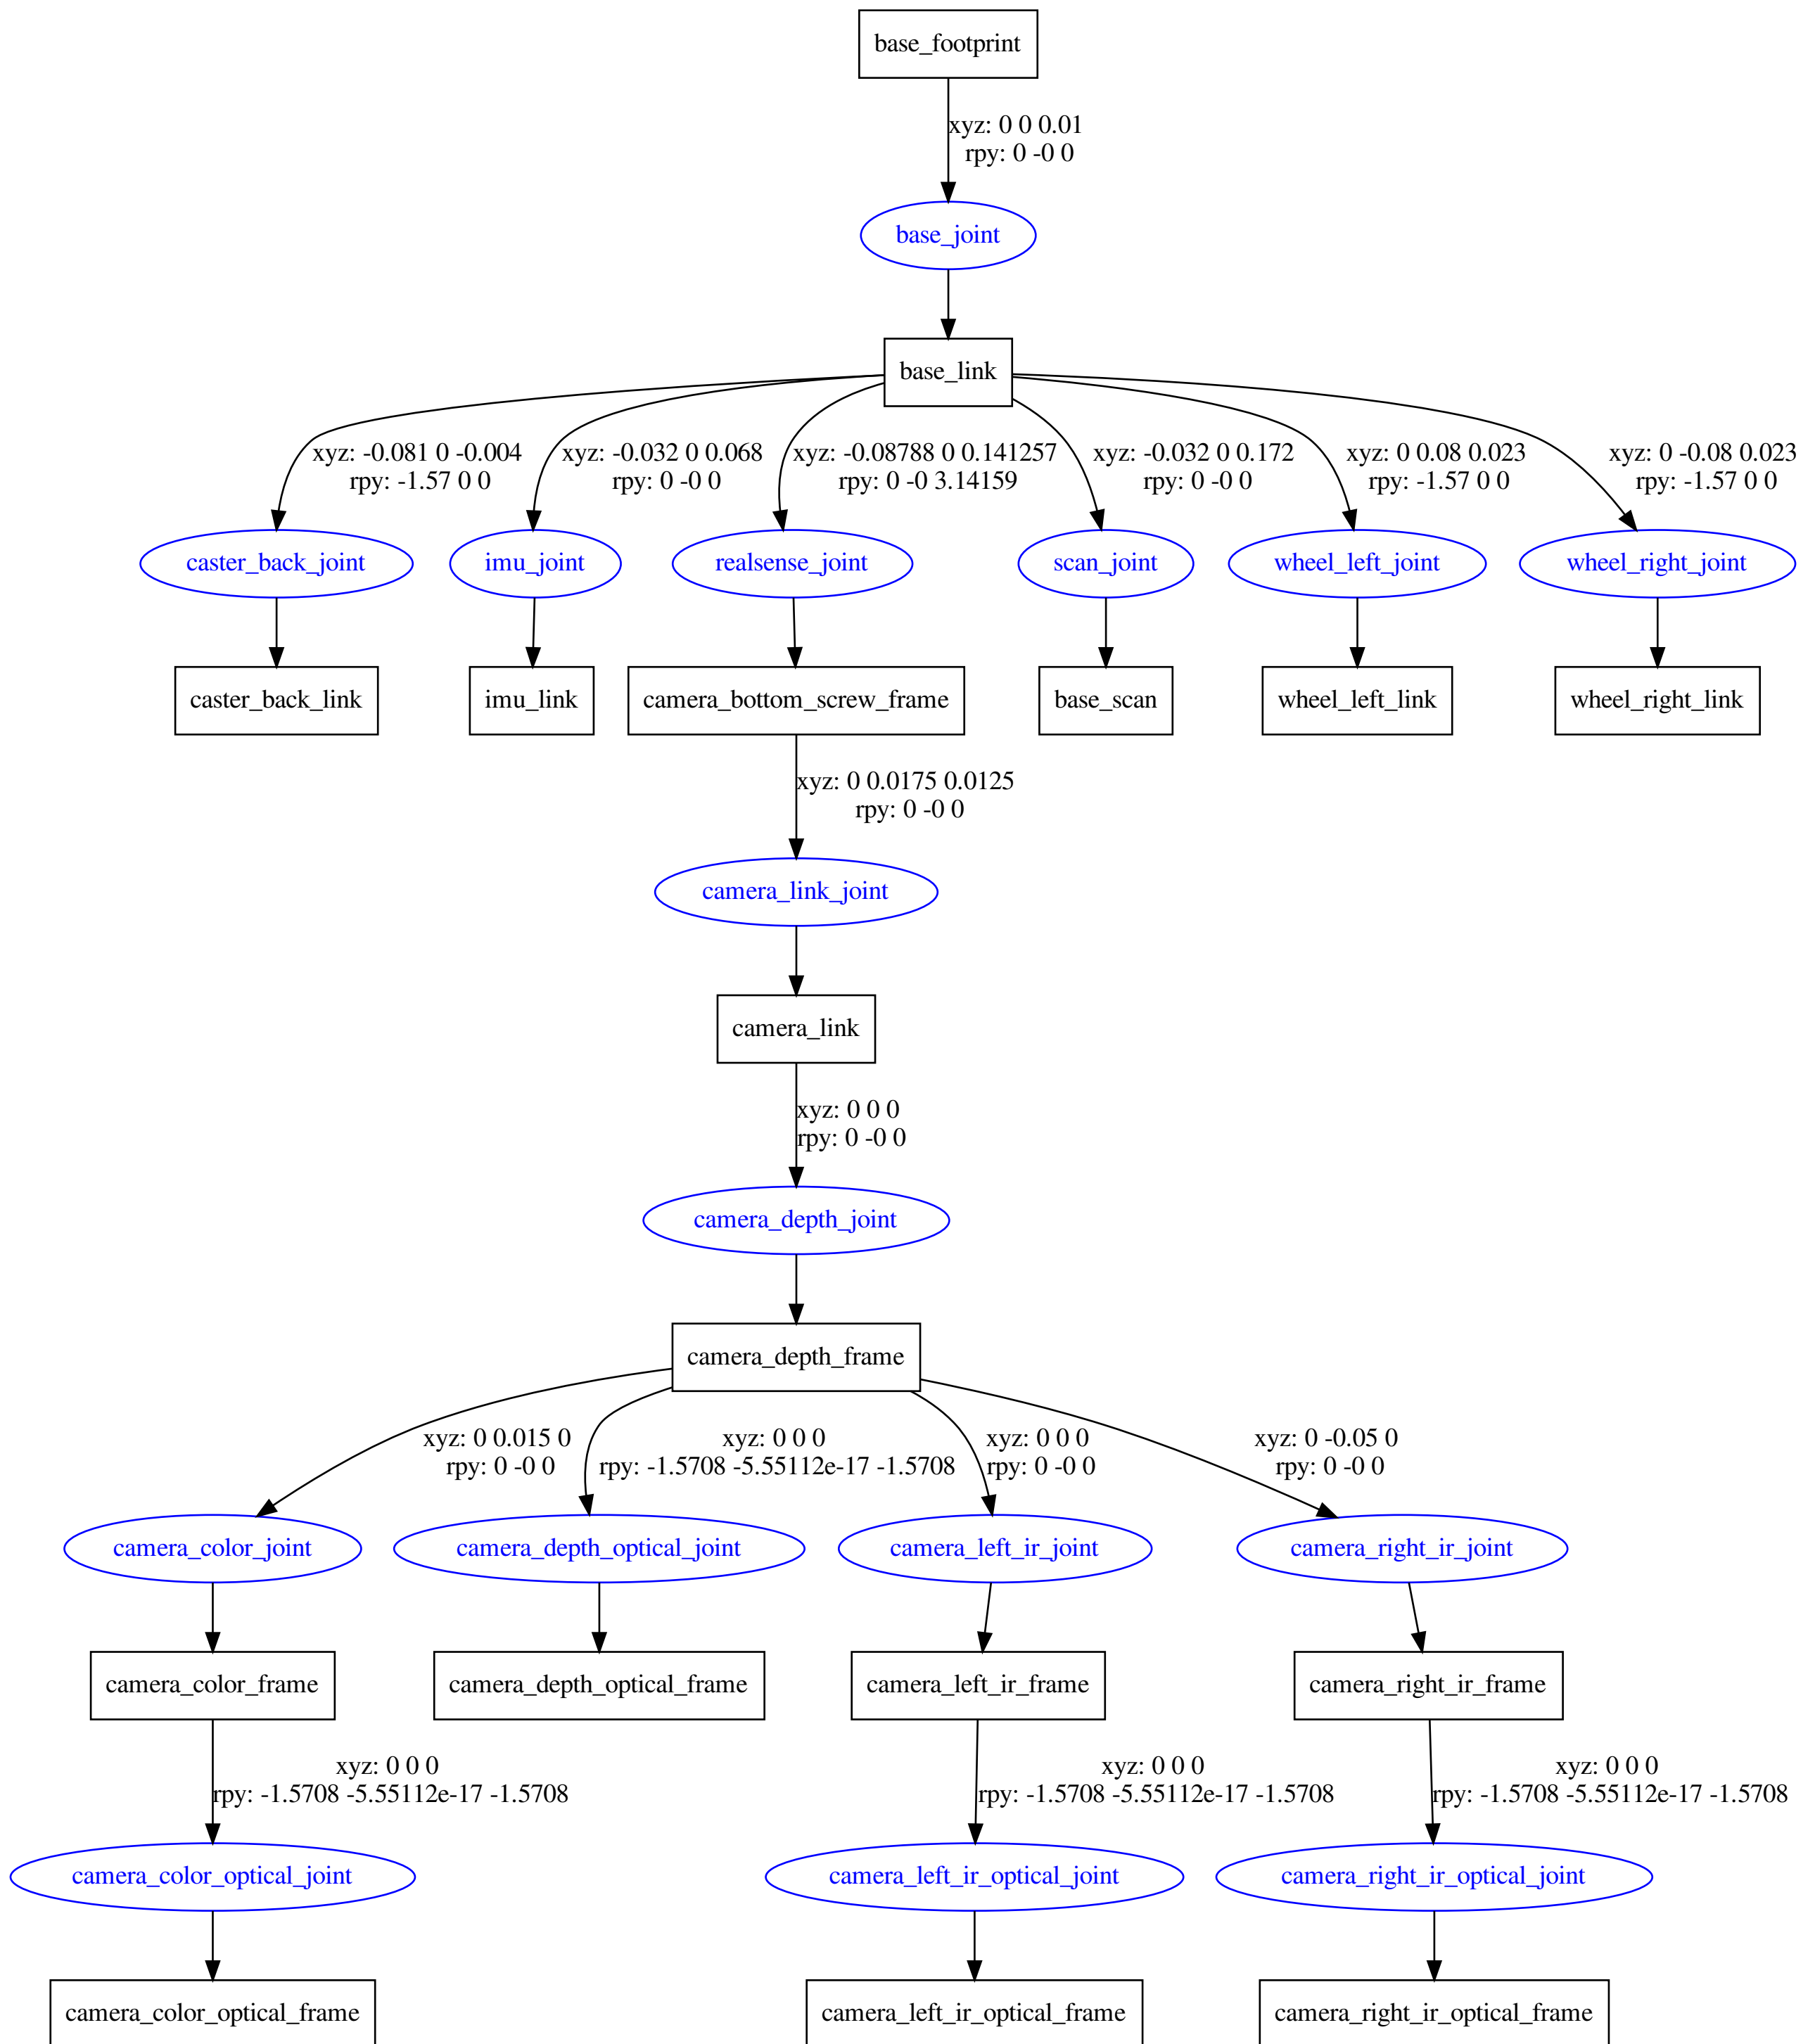 base_footprint
xyz: 0 0 0.01
rpy: 0 -0 0
base_joint
base_link
xyz: -0.081 0 -0.004
rpy: -1.57 0 0
xyz: -0.032 0 0.068
rpy: 0 -0 0
xyz: -0.08788 0 0.141257
rpy: 0 -0 3.14159
xyz: -0.032 0 0.172
rpy: 0 -0 0
xyz: 0 0.08 0.023
rpy: -1.57 0 0
xyz: 0 -0.08 0.023
rpy: -1.57 0 0
caster_back_joint
imu_joint
realsense_joint
scan_joint
wheel_left_joint
wheel_right_joint
caster_back_link
imu_link
camera_bottom_screw_frame
base_scan
wheel_left_link
wheel_right_link
xyz: 0 0.0175 0.0125
rpy: 0 -0 0
camera_link_joint
camera_link
xyz: 0 0 0
rpy: 0 -0 0
camera_depth_joint
camera_depth_frame
xyz: 0 0.015 0
rpy: 0 -0 0
xyz: 0 0 0
rpy: -1.5708 -5.55112e-17 -1.5708
xyz: 0 0 0
rpy: 0 -0 0
xyz: 0 -0.05 0
rpy: 0 -0 0
camera_color_joint
camera_depth_optical_joint
camera_left_ir_joint
camera_right_ir_joint
camera_color_frame
camera_depth_optical_frame
camera_left_ir_frame
camera_right_ir_frame
xyz: 0 0 0
rpy: -1.5708 -5.55112e-17 -1.5708
xyz: 0 0 0
rpy: -1.5708 -5.55112e-17 -1.5708
xyz: 0 0 0
rpy: -1.5708 -5.55112e-17 -1.5708
camera_color_optical_joint
camera_left_ir_optical_joint
camera_right_ir_optical_joint
camera_color_optical_frame
camera_left_ir_optical_frame
camera_right_ir_optical_frame